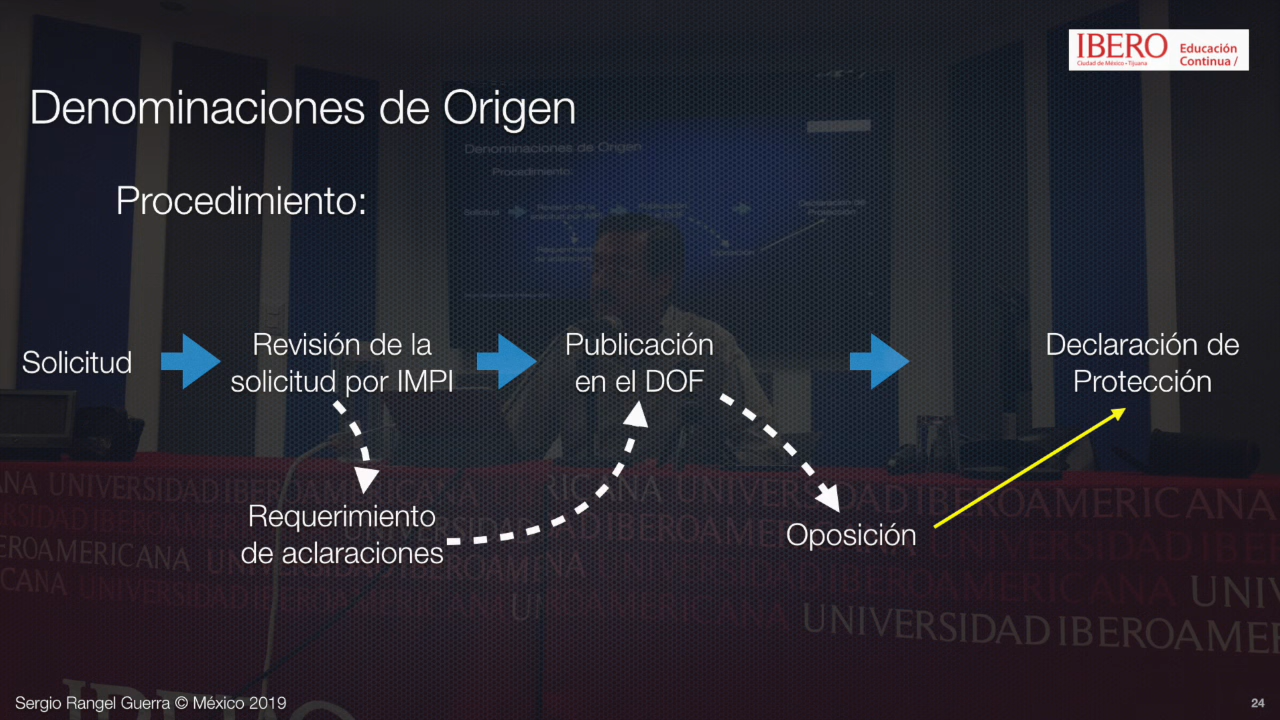 IBERO
Ciudad de México • Tijuana
Educación
Continua /
Denominaciones de Origen
Procedimiento:
Solicitud
Revisión de la
solicitud por IMPI
Publicación
en el DOF
Declaración de
Protección
Requerimiento
de aclaraciones
Oposición
UNIVERSIDAD IBEROAMERICANA
Sergio Rangel Guerra © México 2019
24